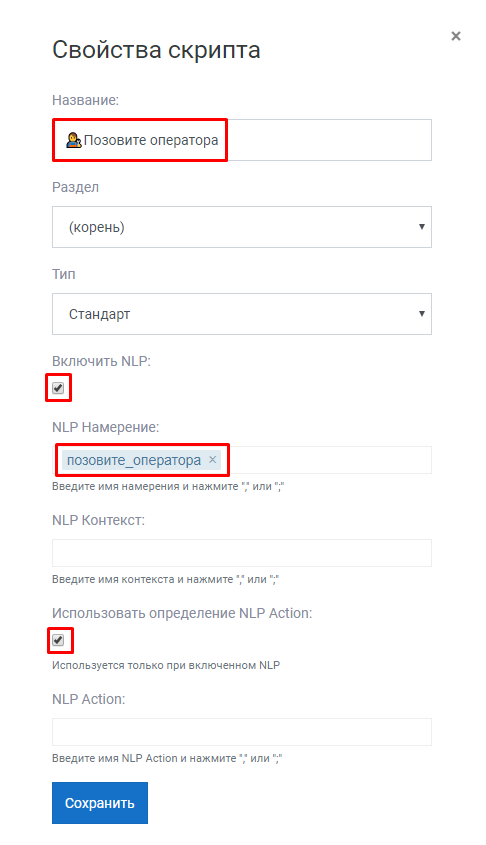 ×
Свойства скрипта
Название:
👩‍💼Позовите оператора
Раздел
(корень)
Тип
Стандарт
Включить NLP:
NLP Намерение:
позовите_оператора ×
Введите имя намерения и нажмите "," или ";"
NLP Контекст:
Введите имя контекста и нажмите "," или ";"
Использовать определение NLP Action:
Используется только при включенном NLP
NLP Action:
Введите имя NLP Action и нажмите "," или ";"
Сохранить